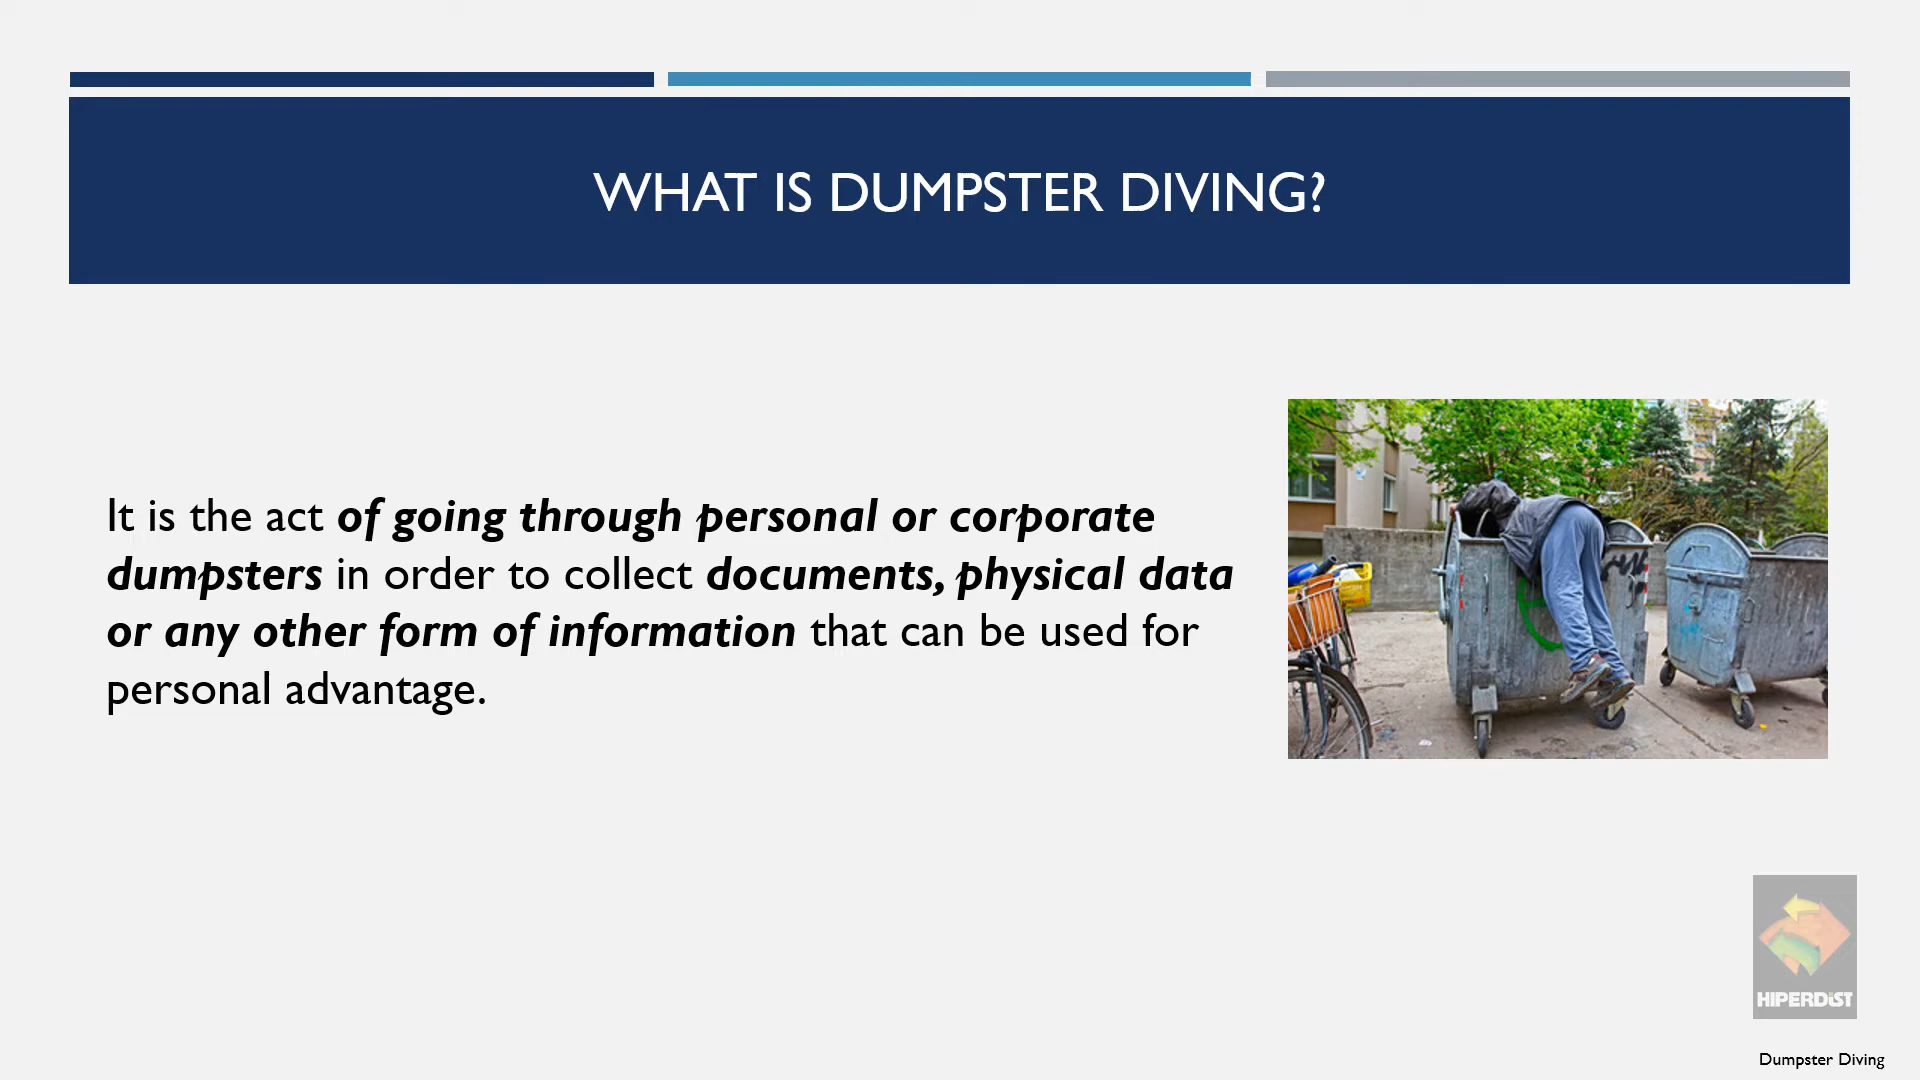 WHAT IS DUMPSTER DIVING?
It is the act of going through personal or corporate
dumpsters in order to collect documents, physical data
or any other form of information that can be used for
personal advantage.
HIPERDIST
Dumpster Diving